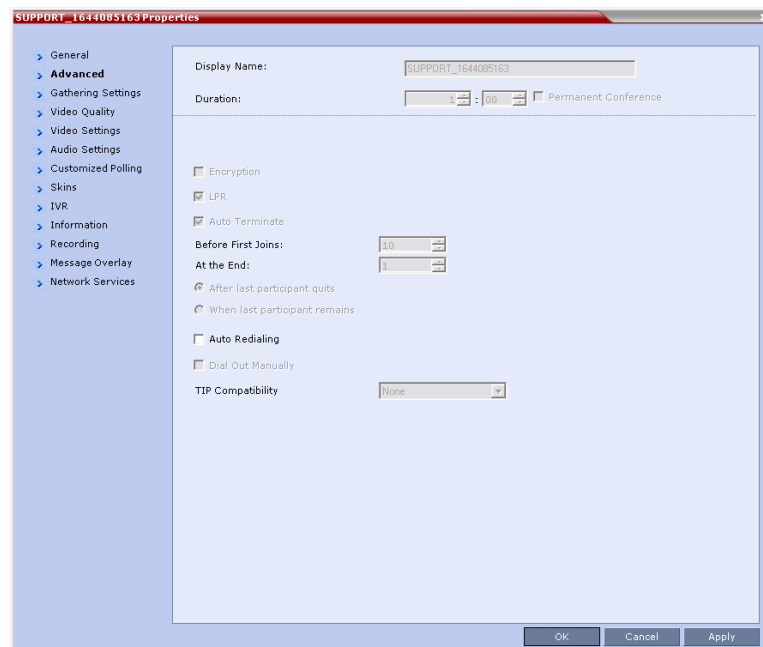 SUPPORT_1644085163 Properties
General
Advanced
Gathering Settings
Video Quality
Video Settings
Audio Settings
Customized Polling
Skins
IVR
Information
Recording
Message Overlay
Network Services
Display Name: SUPPORT_1644085163
Duration: 1 : 00 Permanent Conference
Encryption
LPR
Auto Terminate
Before First Joins: 10
At the End: 1
After last participant quits
When last participant remains
Auto Redialing
Dial Out Manually
TIP Compatibility None
OK Cancel Apply